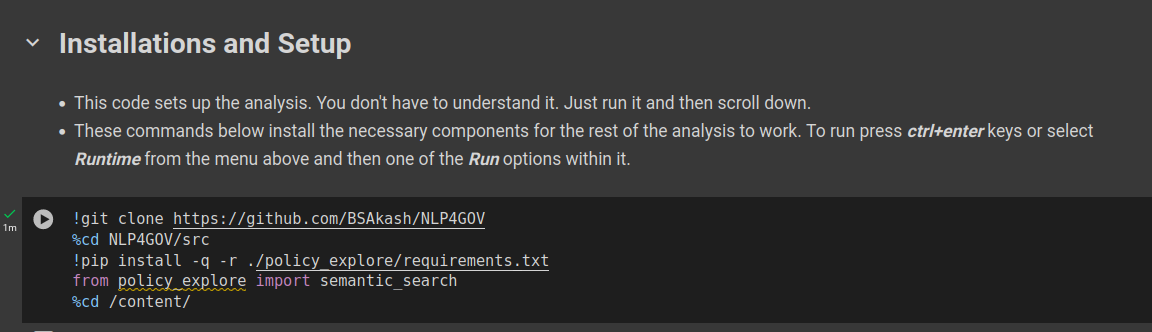 Installations and Setup
• This code sets up the analysis. You don't have to understand it. Just run it and then scroll down.
• These commands below install the necessary components for the rest of the analysis to work. To run press ctrl+enter keys or select
Runtime from the menu above and then one of the Run options within it.
!git clone https://github.com/BSAkash/NLP4GOV
%cd NLP4GOV/src
!pip install -q -r ./policy_explore/requirements.txt
from policy_explore import semantic_search
%cd /content/
1m